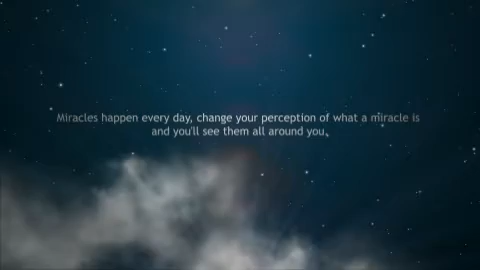 Miracles happen every day, change your perception of what a miracle is
and you'll see them all around you.